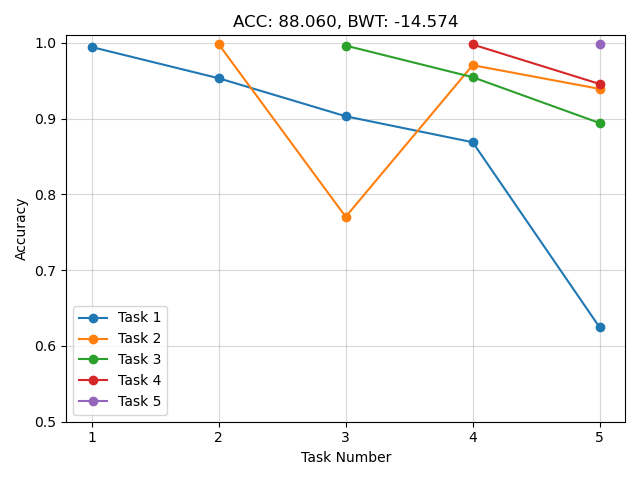 ACC: 88.060, BWT: -14.574
Accuracy
1.0
0.9
0.8
0.7
0.6
0.5
Task 1
Task 2
Task 3
Task 4
Task 5
1 2 3 4 5
Task Number